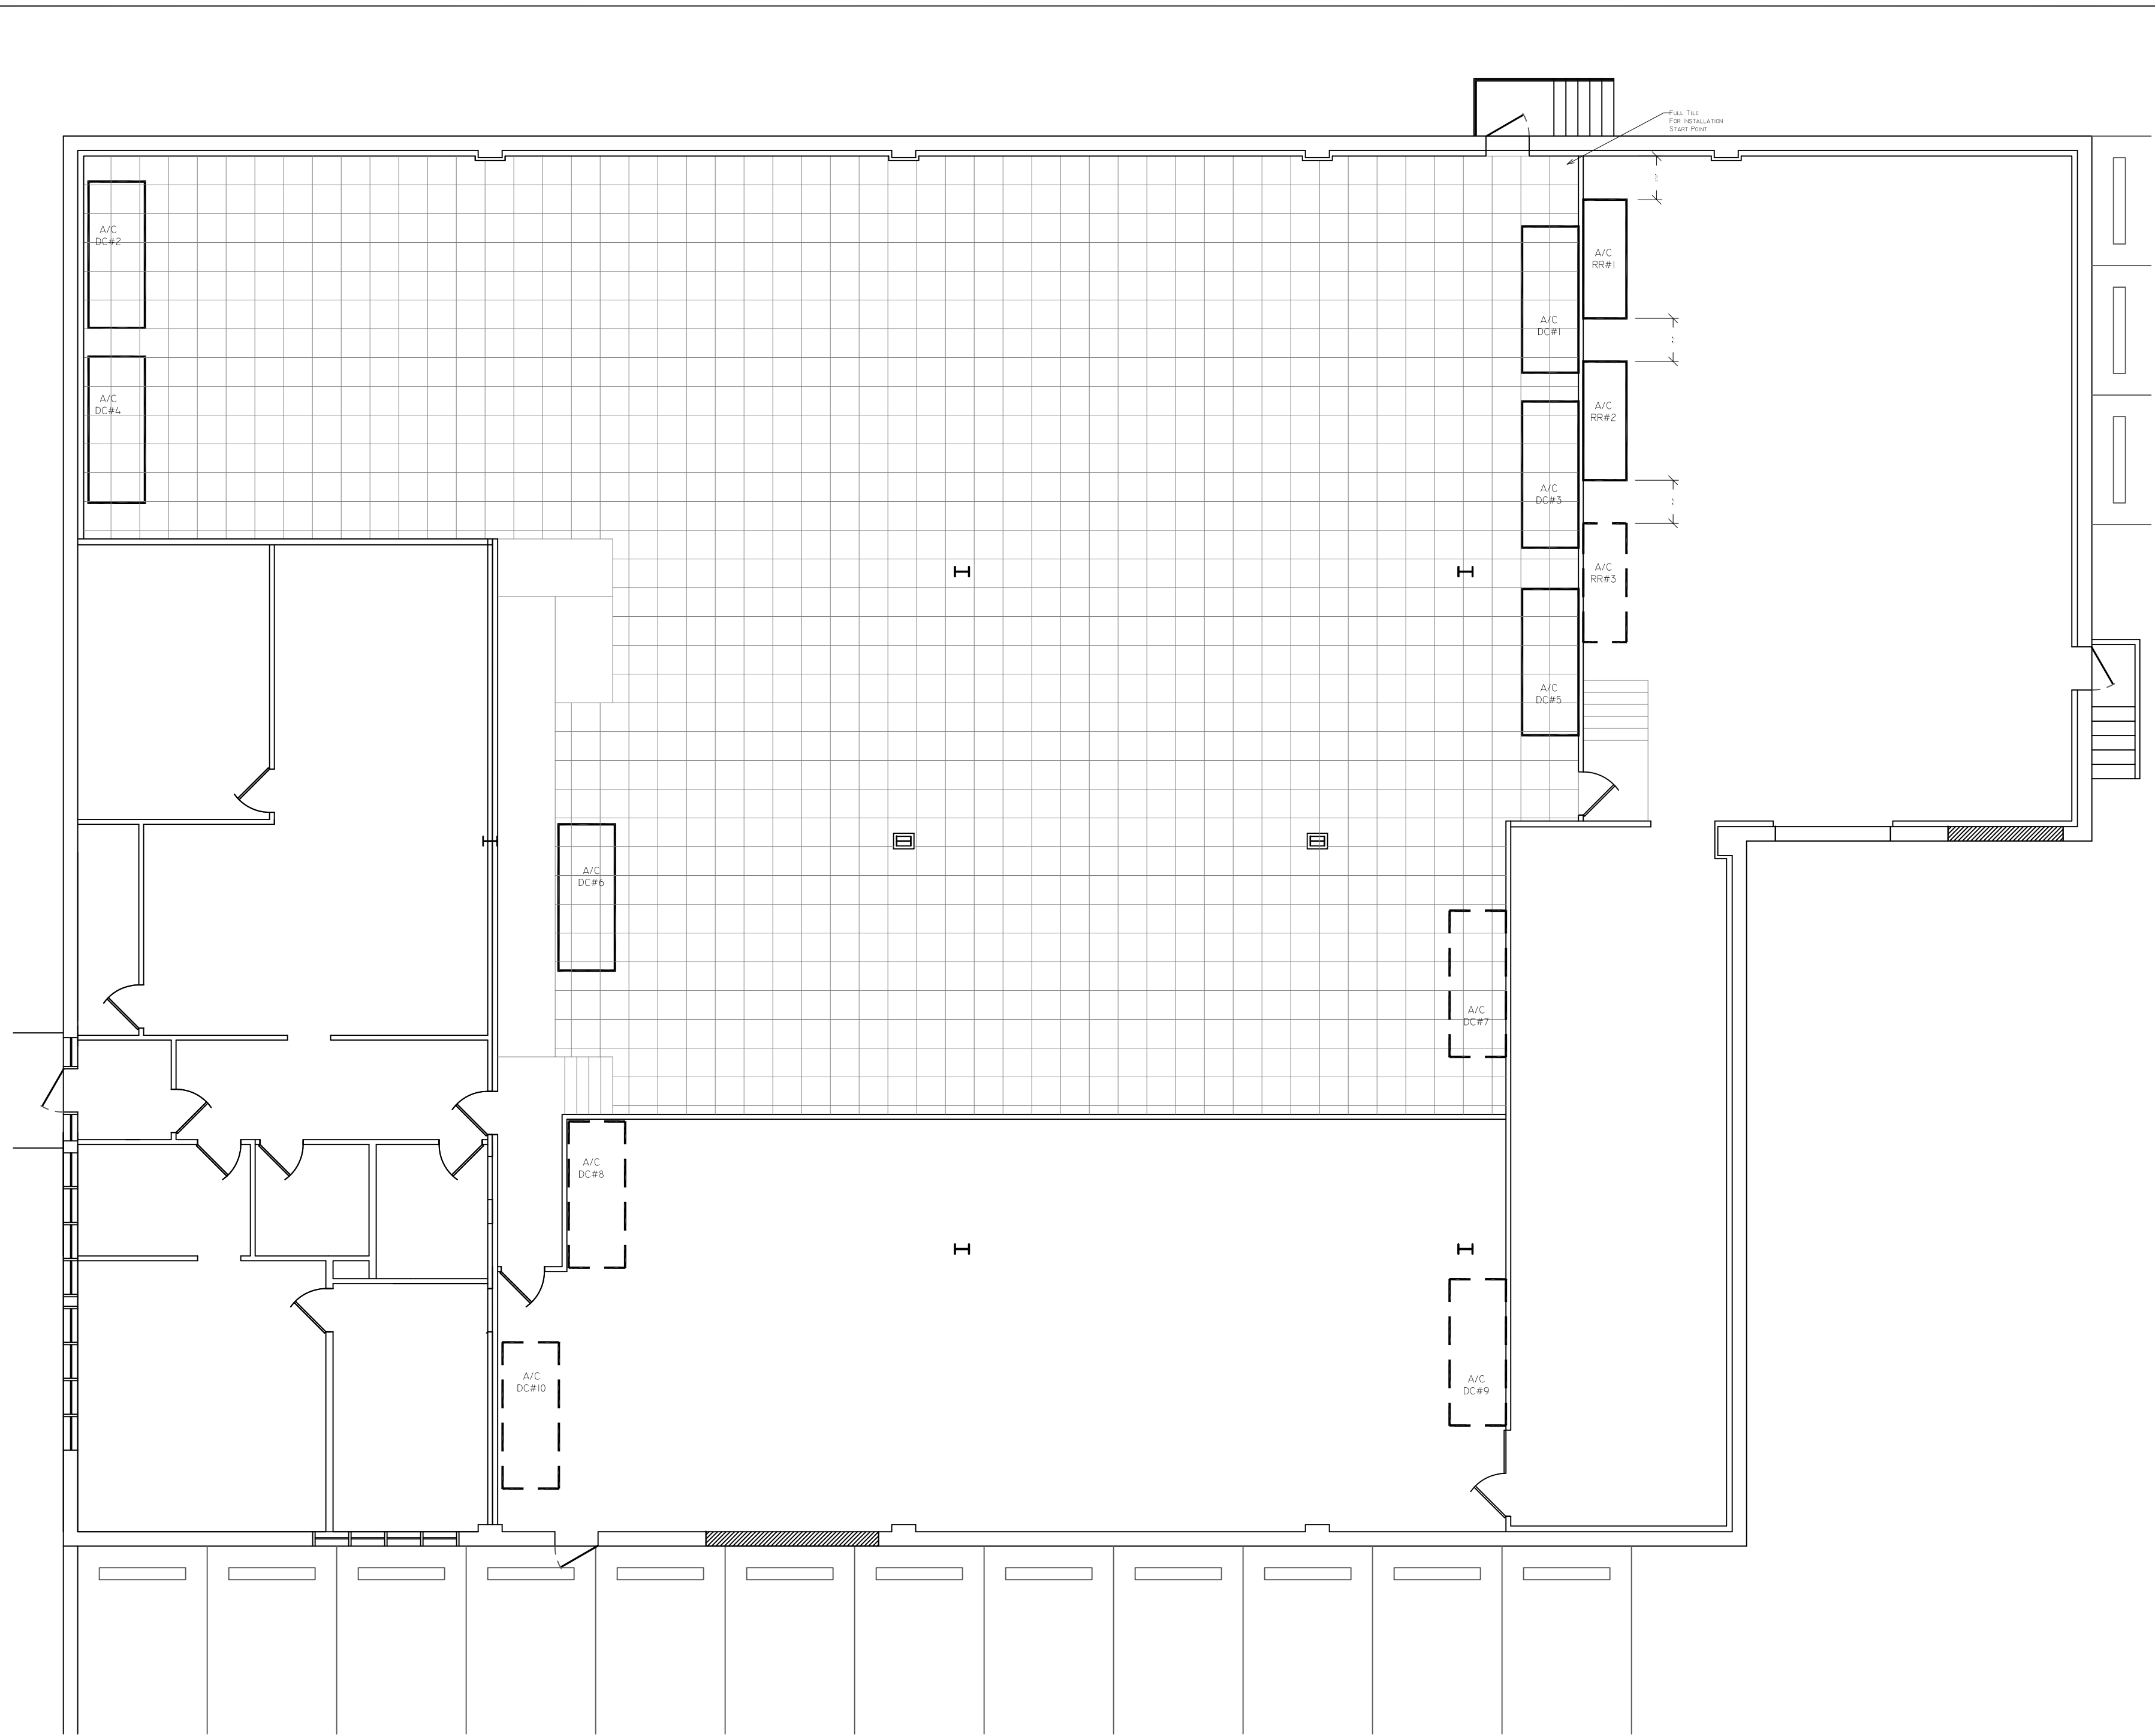 Full Tile
For Installation
Start Point
A/C
DC#2
A/C
RR#1
A/C
DC#1
A/C
DC#4
A/C
RR#2
A/C
DC#3
A/C
RR#3
A/C
DC#5
A/C
DC#6
A/C
DC#7
A/C
DC#8
A/C
DC#10
A/C
DC#9